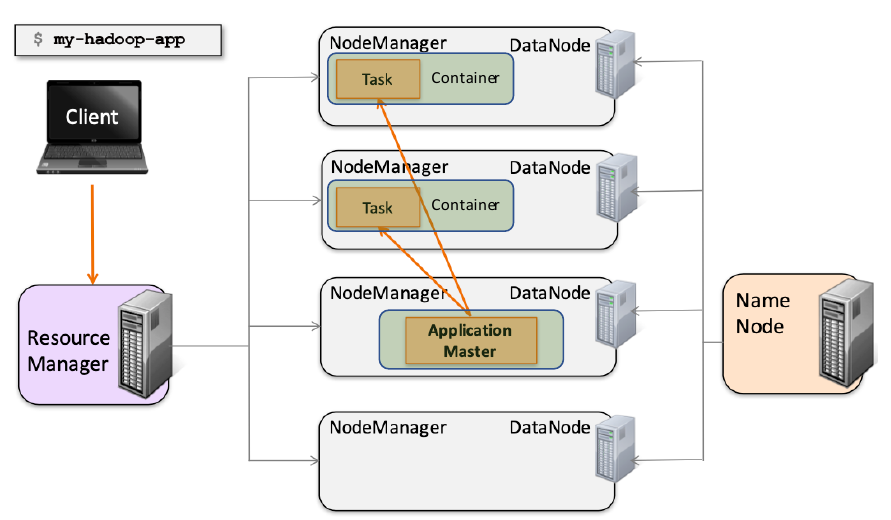 $ my-hadoop-app
Client
Resource
Manager
NodeManager
DataNode
Task
Container
NodeManager
DataNode
Task
Container
NodeManager
DataNode
Application
Master
NodeManager
DataNode
Name
Node